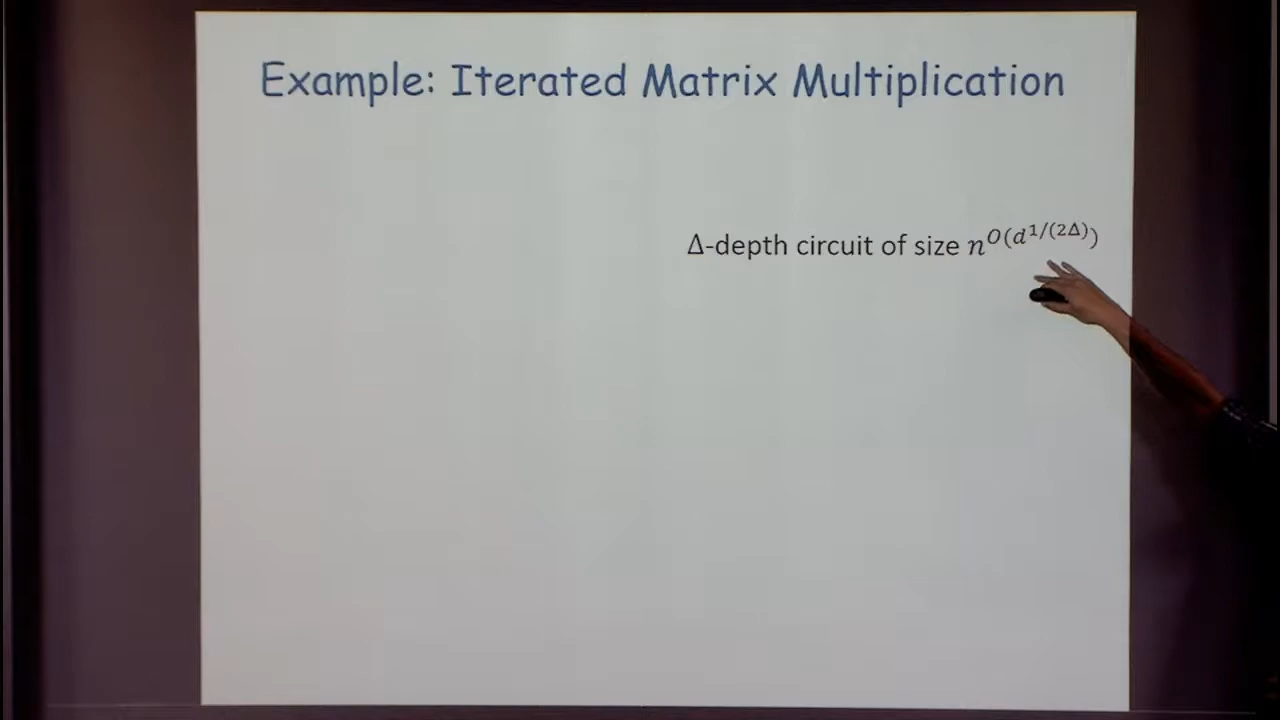 Example: Iterated Matrix Multiplication
Δ-depth circuit of size n^{O(d^{1/(2Δ)})}